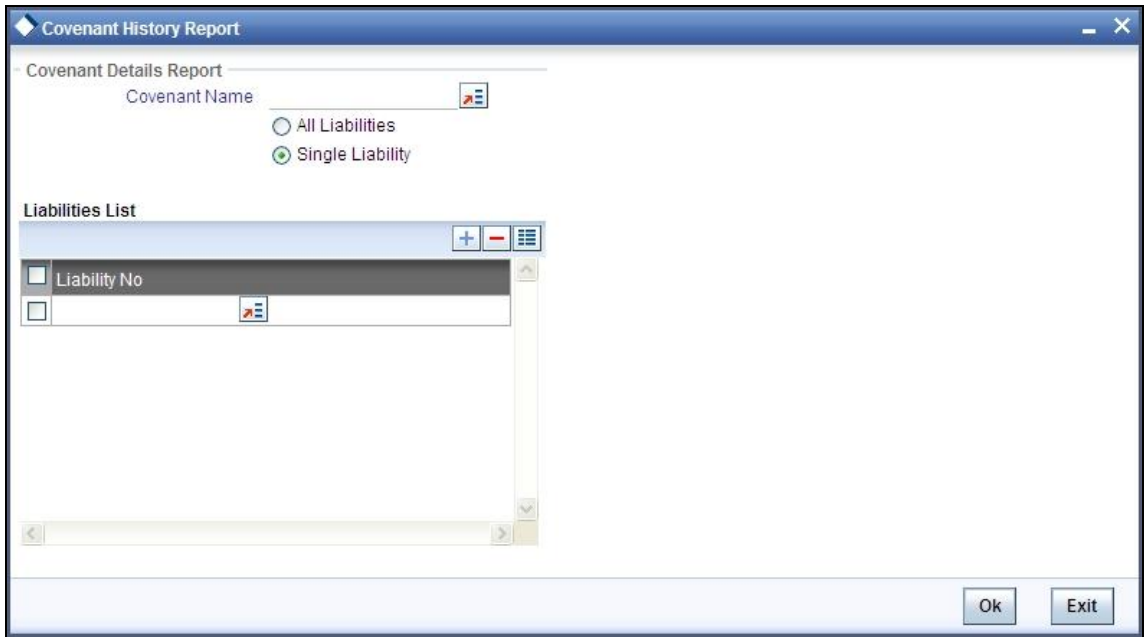 Covenant History Report
Covenant Details Report
Covenant Name
All Liabilities
Single Liability
Liabilities List
Liability No
Ok Exit